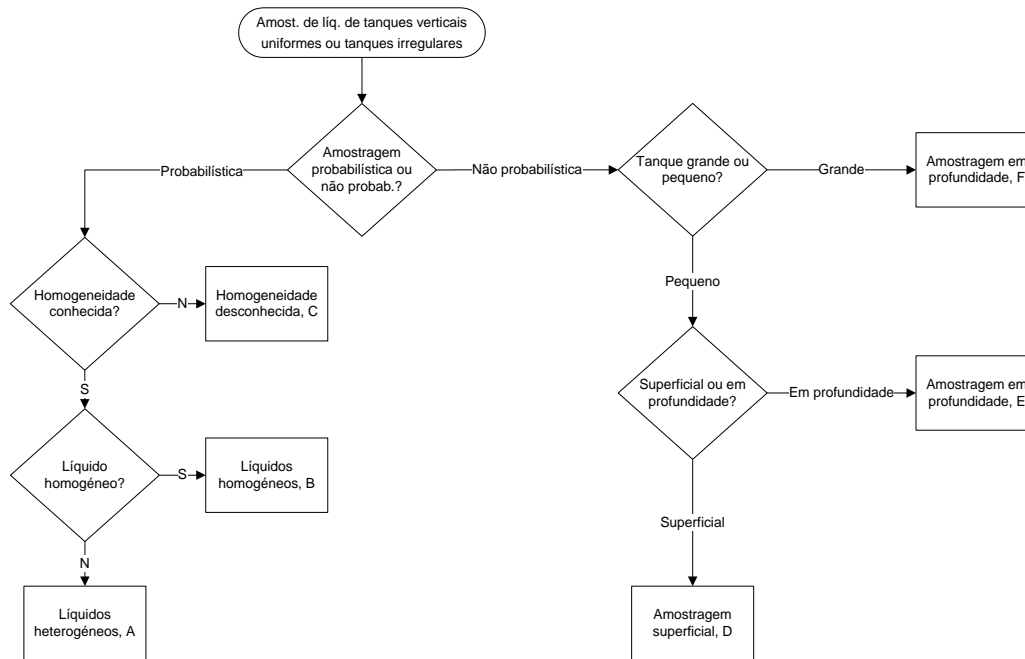 Amost. de líq. de tanques verticais
uniformes ou tanques irregulares
Amostragem
probabilística ou
não probab.?
Probabilística
Não probabilística
Tanque grande ou
pequeno?
Grande
Amostragem em
profundidade, F
Homogeneidade
conhecida?
N
Homogeneidade
desconhecida, C
Pequeno
S
Superficial ou em
profundidade?
Em profundidade
Amostragem em
profundidade, E
Líquido
homogéneo?
S
Líquidos
homogéneos, B
Superficial
N
Líquidos
heterogéneos, A
Amostragem
superficial, D